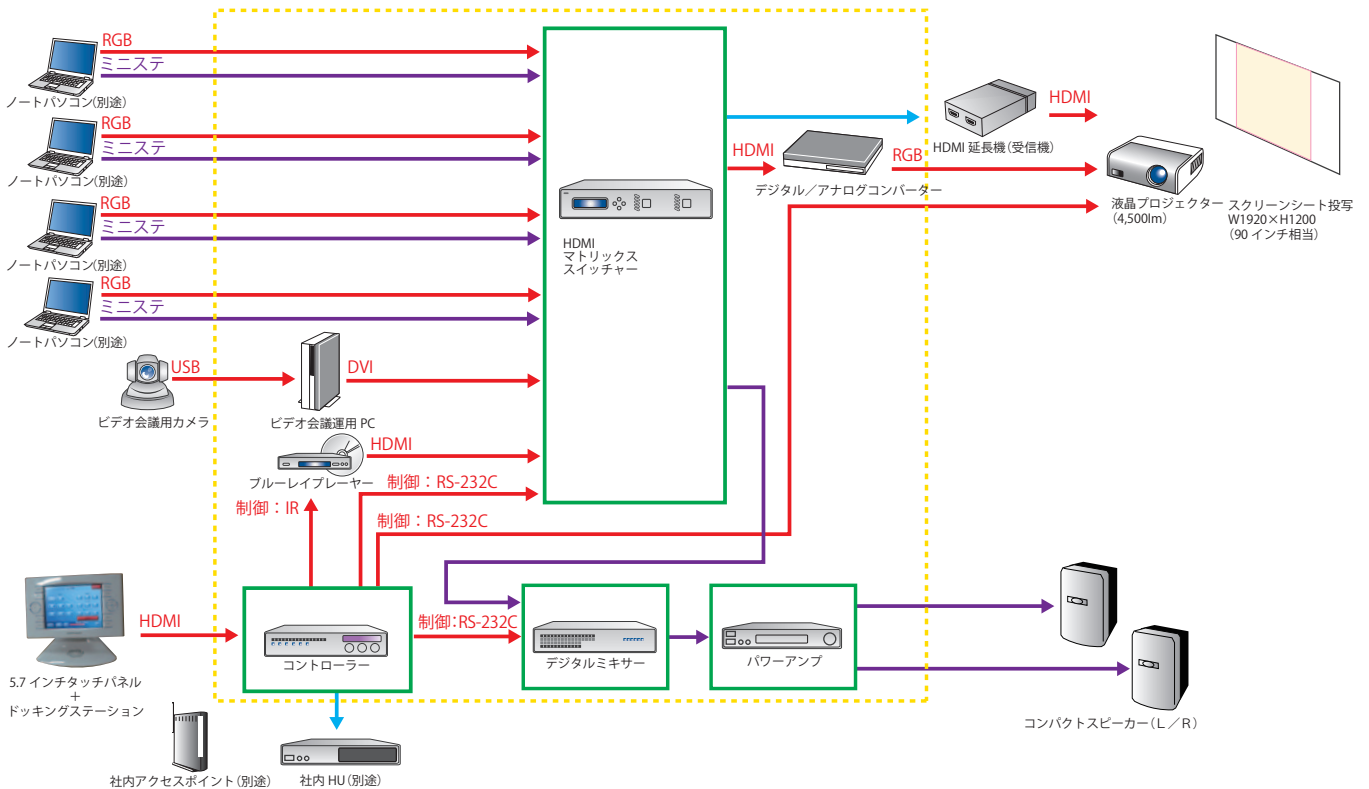 RGB
ミニステ
ノートパソコン(別途)
RGB
ミニステ
ノートパソコン(別途)
RGB
ミニステ
ノートパソコン(別途)
RGB
ミニステ
ノートパソコン(別途)
USB
ビデオ会議用カメラ
DVI
ビデオ会議運用 PC
HDMI
ブルーレイプレーヤー
制御：IR
制御：RS-232C
制御：RS-232C
HDMI
マトリックス
スイッチャー
HDMI
デジタル／アナログコンバーター
RGB
HDMI 延長機(受信機)
HDMI
液晶プロジェクター
(4,500lm)
スクリーンシート投写
W1920×H1200
(90 インチ相当)
HDMI
5.7 インチタッチパネル
＋
ドッキングステーション
コントローラー
制御:RS-232C
デジタルミキサー
パワーアンプ
コンパクトスピーカー(L／R)
社内アクセスポイント(別途)
社内 HU(別途)